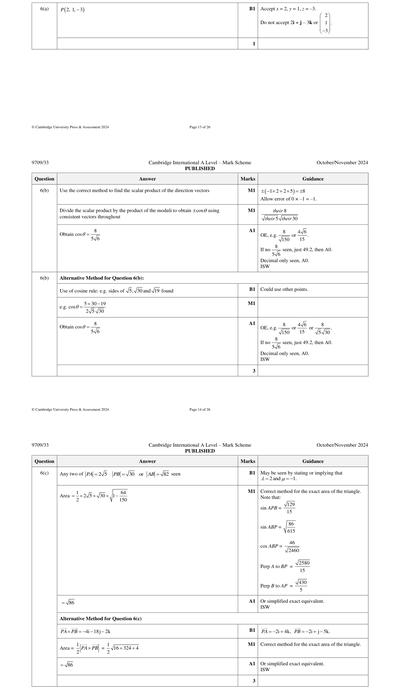 6(a) P(2, 1, −3) B1 Accept x = 2, y = 1, z = −3.
Do not accept 2i + j − 3k or (2 1 −3)
1
© Cambridge University Press & Assessment 2024 Page 13 of 26
9709/33 Cambridge International A Level – Mark Scheme October/November 2024
PUBLISHED
Question Answer Marks Guidance
6(b) Use the correct method to find the scalar product of the direction vectors M1 ±(−1×2 + 2×5) = ±8
Allow error of 0 × −1 = −1.
Divide the scalar product by the product of the moduli to obtain ±cos θ using consistent vectors throughout M1 their 8 / √their 5 √their 30
Obtain cos θ = 8/5√6 A1 OE, e.g. 8/√150 or 4√6/15
If no 8/5√6 seen, just 49.2, then A0.
Decimal only seen, A0.
ISW
6(b) Alternative Method for Question 6(b):
Use of cosine rule: e.g. sides of √5, √30 and √19 found B1 Could use other points.
e.g. cos θ = 5 + 30 − 19 / 2√5√30 M1
Obtain cos θ = 8/5√6 A1 OE, e.g. 8/√150 or 4√6/15 or 8/√5√30
If no 8/5√6 seen, just 49.2, then A0.
Decimal only seen, A0.
ISW
3
© Cambridge University Press & Assessment 2024 Page 14 of 26
9709/33 Cambridge International A Level – Mark Scheme October/November 2024
PUBLISHED
Question Answer Marks Guidance
6(c) Any two of |PA| = 2√5 |PB| = √30 or |AB| = √82 seen B1 May be seen by stating or implying that
λ = 2 and μ = −1.
Area = 1/2 × 2√5 × √30 × √(1 − 64/150) M1 Correct method for the exact area of the triangle.
Note that:
sin APB = √129/15
sin ABP = √(86/615)
cos ABP = 46/√2460
Perp A to BP = √2580/15
Perp B to AP = √430/5
= √86 A1 Or simplified exact equivalent.
ISW
Alternative Method for Question 6(c)
PA × PB = −4i − 18j − 2k B1 PA = −2i + 4k, PB = −2i + j − 5k.
Area = 1/2 |PA × PB| = 1/2 √16 + 324 + 4 M1 Correct method for the exact area of the triangle.
= √86 A1 Or simplified exact equivalent.
ISW
3